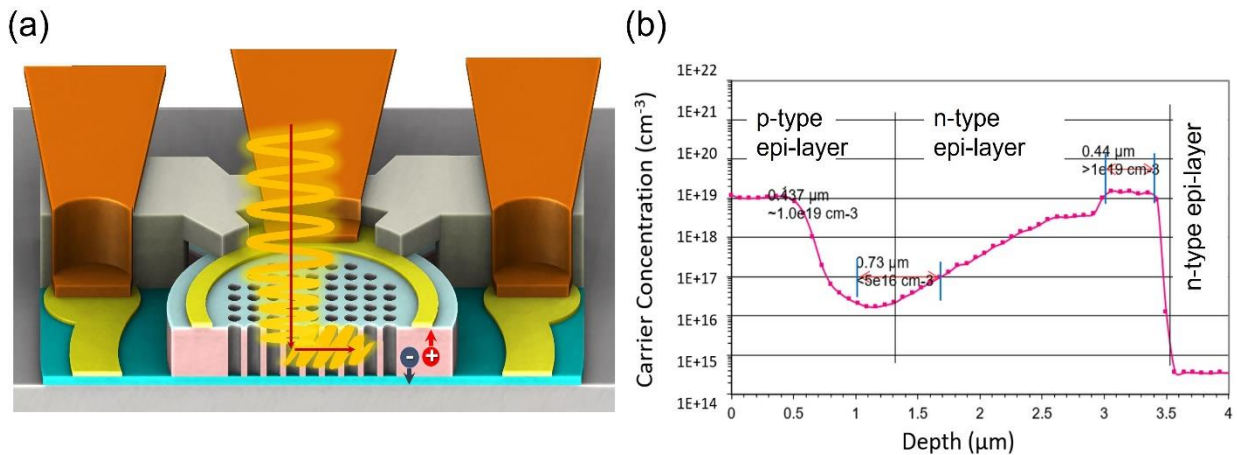 (a)
-
+
(b)
Carrier Concentration (cm⁻³)
1E+22
1E+21
1E+20
1E+19
1E+18
1E+17
1E+16
1E+15
1E+14
p-type
epi-layer
n-type
epi-layer
0.44 µm
>1e19 cm-3
0.437 µm
~1.0e19 cm-3
0.73 µm
<5e16 cm-3
n-type epi-layer
0 0.5 1 1.5 2 2.5 3 3.5 4
Depth (µm)